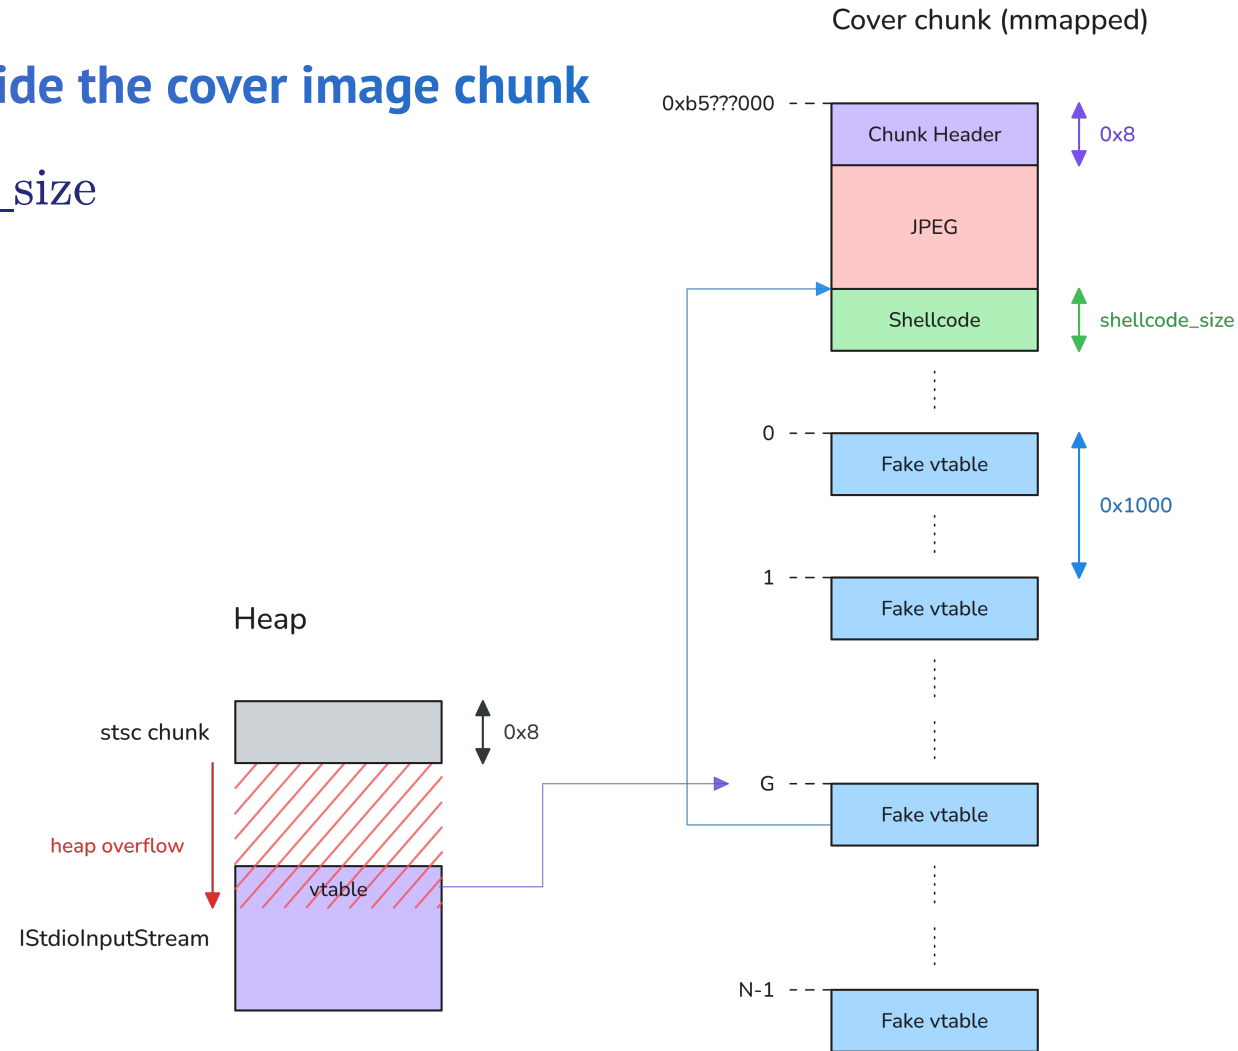 Cover chunk (mmapped)
ide the cover image chunk
_size
0xb5???000
Chunk Header
0x8
JPEG
Shellcode
shellcode_size
0
Fake vtable
0x1000
1
Fake vtable
Heap
stsc chunk
0x8
G
Fake vtable
heap overflow
vtable
IStdioInputStream
N-1
Fake vtable